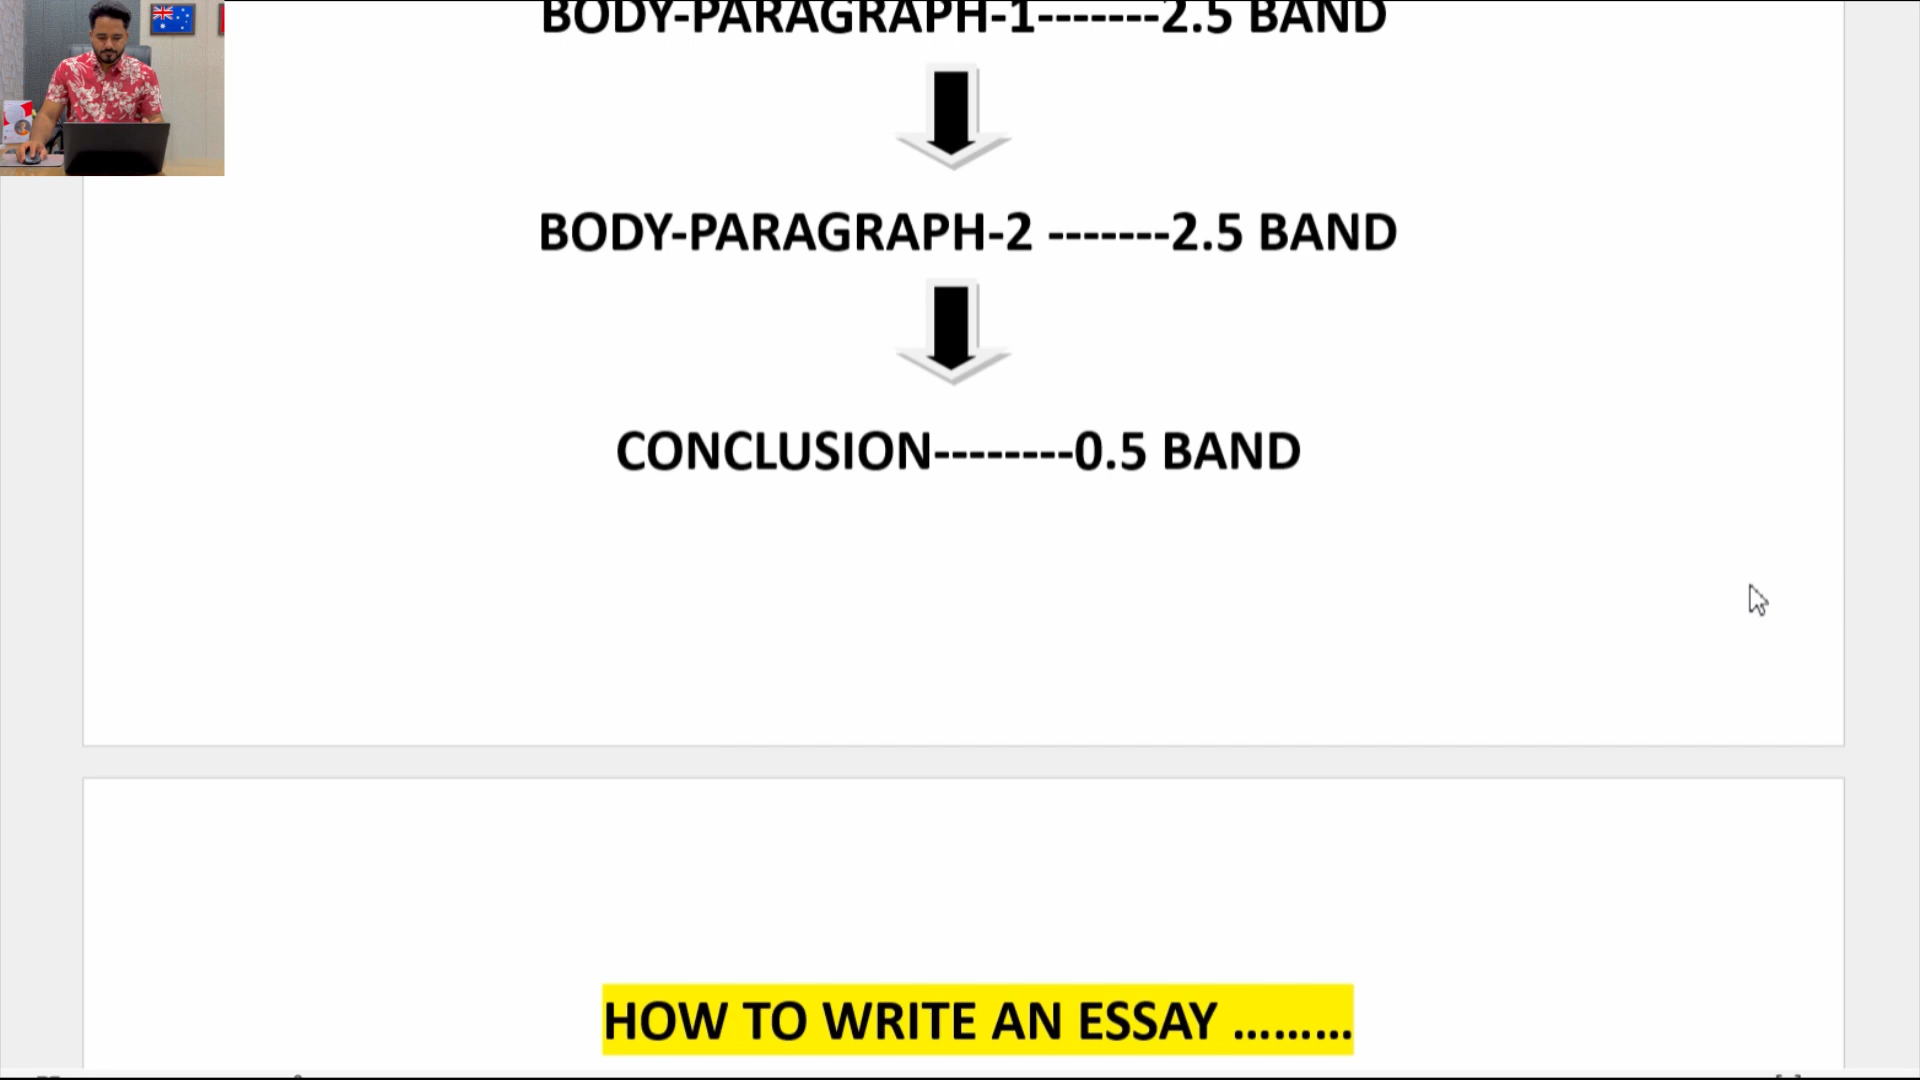 BODY-PARAGRAPH-1-------2.5 BAND
BODY-PARAGRAPH-2 -------2.5 BAND
CONCLUSION--------0.5 BAND
HOW TO WRITE AN ESSAY .........